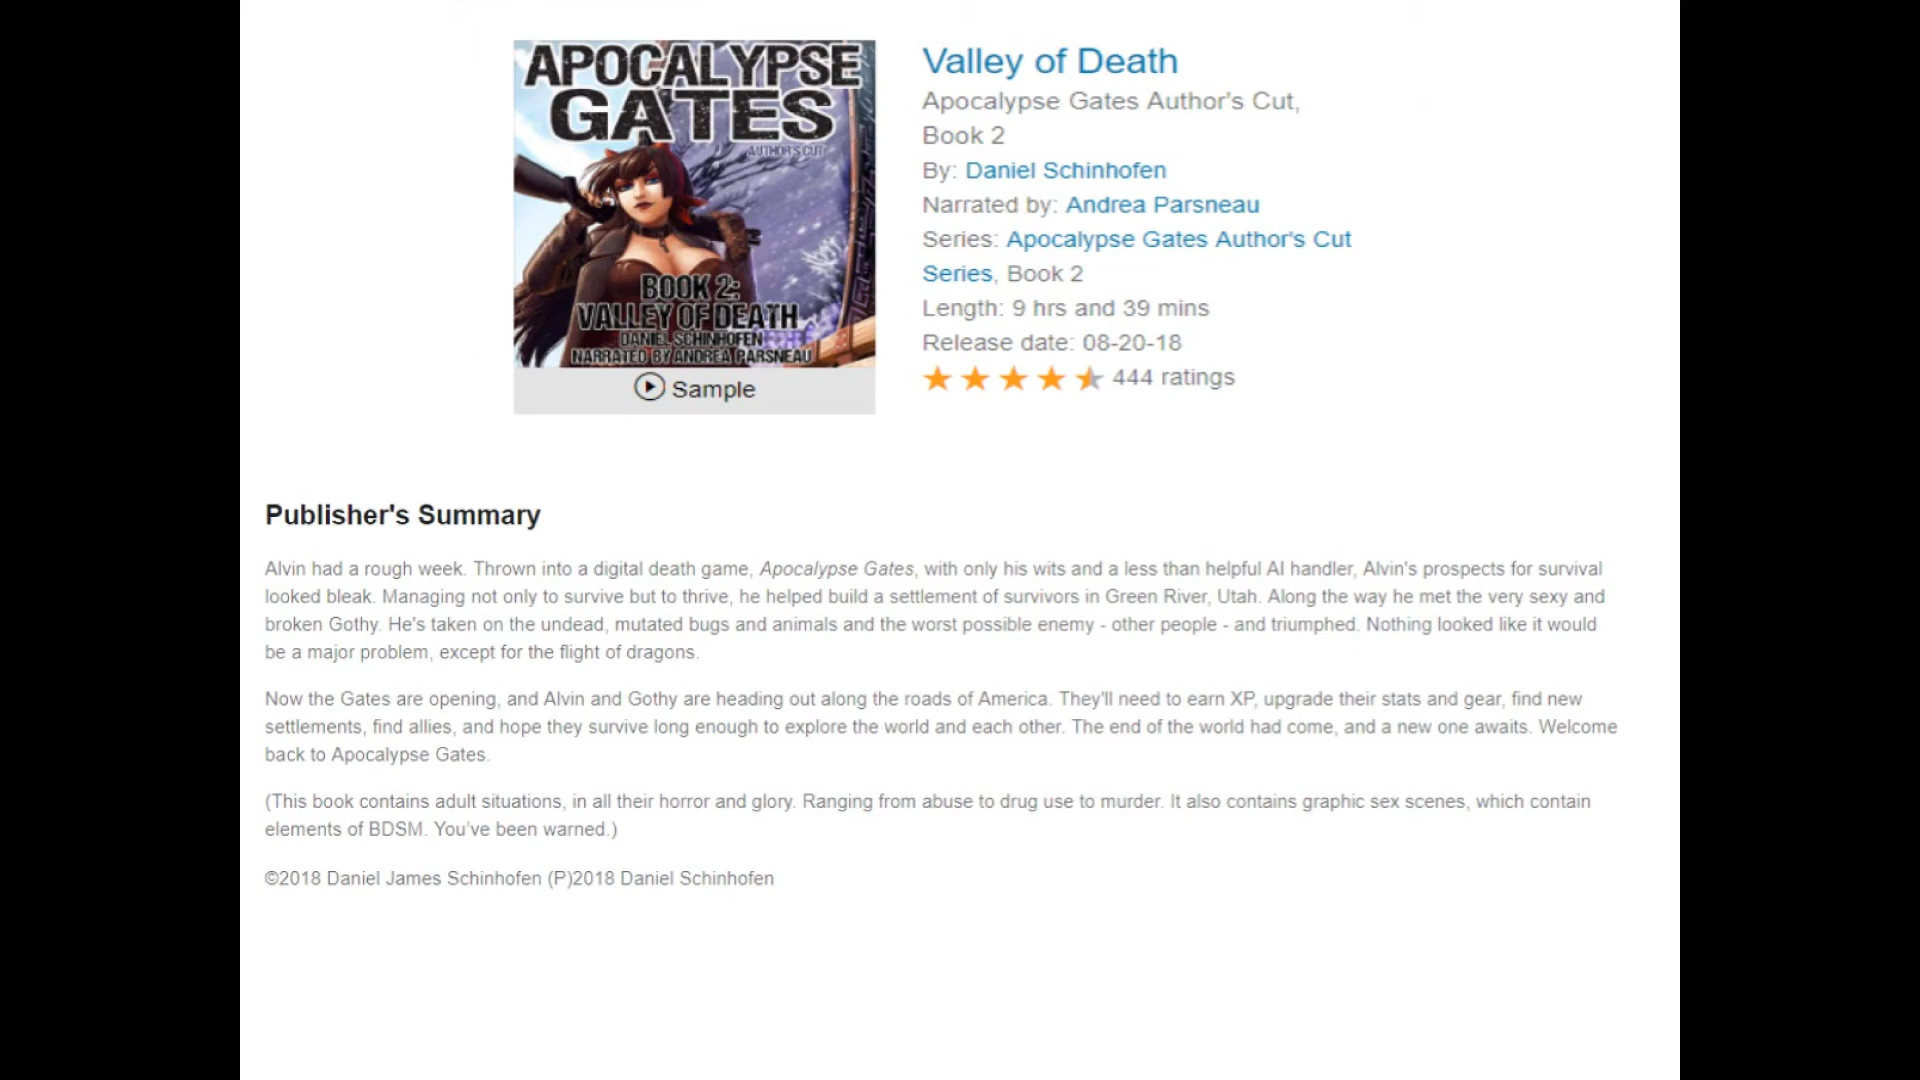 APOCALYPSE
GATES
AUTHOR'S CUT
BOOK 2:
VALLEY OF DEATH
DANIEL SCHINHOFEN
NARRATED BY ANDREA PARSNEAU
Sample
Valley of Death
Apocalypse Gates Author's Cut,
Book 2
By: Daniel Schinhofen
Narrated by: Andrea Parsneau
Series: Apocalypse Gates Author's Cut
Series, Book 2
Length: 9 hrs and 39 mins
Release date: 08-20-18
444 ratings
Publisher's Summary
Alvin had a rough week. Thrown into a digital death game, Apocalypse Gates, with only his wits and a less than helpful AI handler, Alvin's prospects for survival
looked bleak. Managing not only to survive but to thrive, he helped build a settlement of survivors in Green River, Utah. Along the way he met the very sexy and
broken Gothy. He's taken on the undead, mutated bugs and animals and the worst possible enemy - other people - and triumphed. Nothing looked like it would
be a major problem, except for the flight of dragons.
Now the Gates are opening, and Alvin and Gothy are heading out along the roads of America. They'll need to earn XP, upgrade their stats and gear, find new
settlements, find allies, and hope they survive long enough to explore the world and each other. The end of the world had come, and a new one awaits. Welcome
back to Apocalypse Gates.
(This book contains adult situations, in all their horror and glory. Ranging from abuse to drug use to murder. It also contains graphic sex scenes, which contain
elements of BDSM. You’ve been warned.)
©2018 Daniel James Schinhofen (P)2018 Daniel Schinhofen